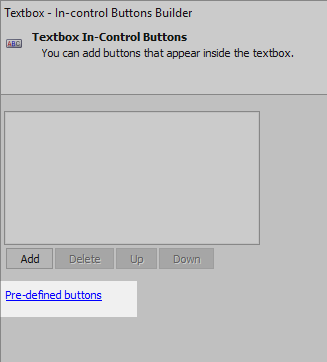 Textbox - In-control Buttons Builder
ABC
Textbox In-Control Buttons
You can add buttons that appear inside the textbox.
Add Delete Up Down
Pre-defined buttons